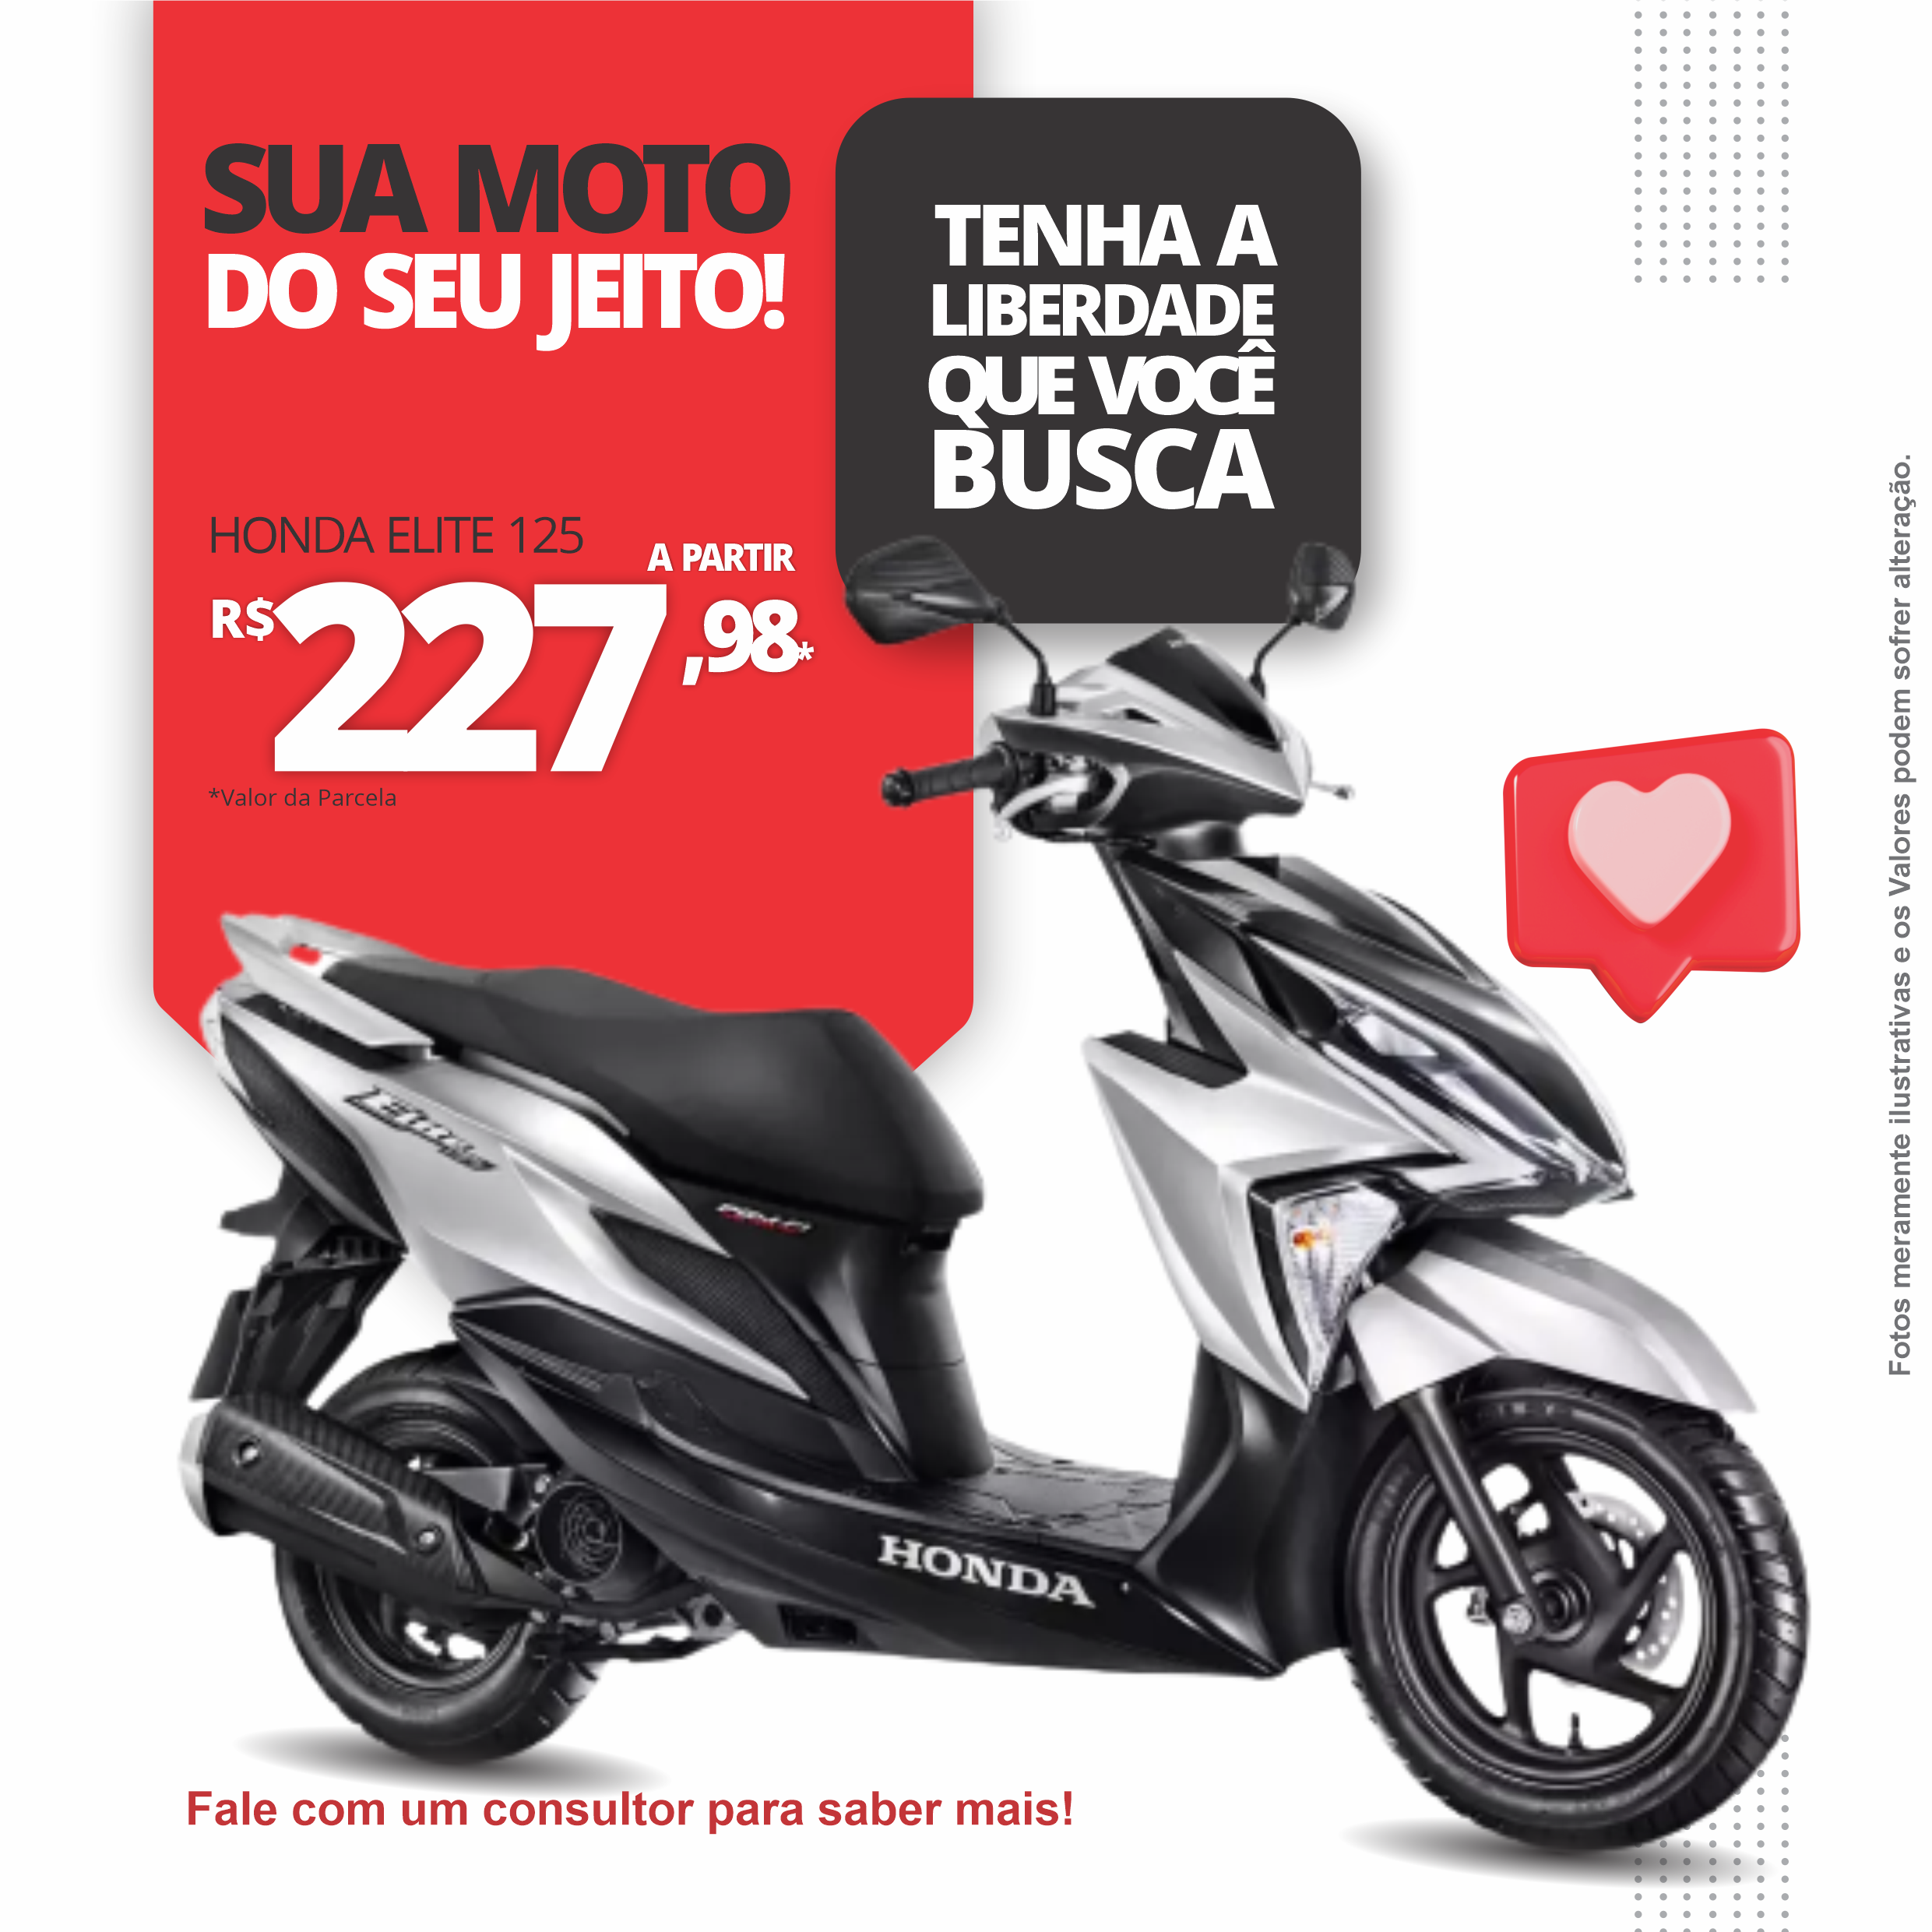 SUA MOTO
DO SEU JEITO!
TENHA A
LIBERDADE
QUE VOCÊ
BUSCA
HONDA ELITE 125
A PARTIR
R$227,98*
*Valor da Parcela
Fotos meramente ilustrativas e os Valores podem sofrer alteração.
Elite
HONDA
Fale com um consultor para saber mais!